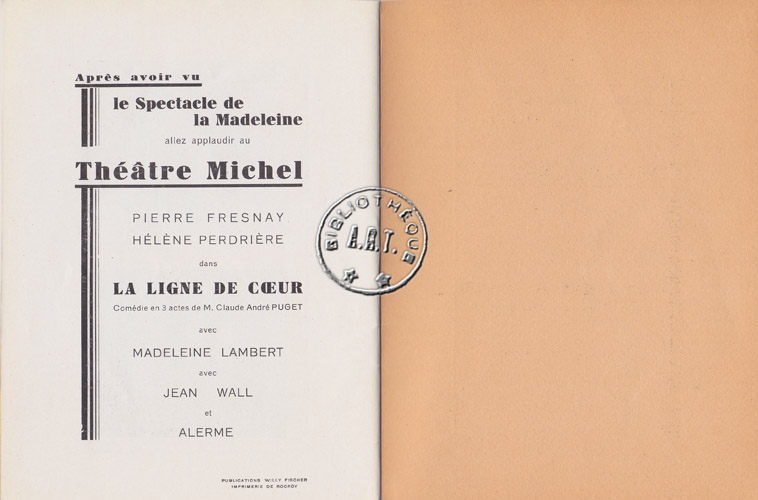 Après avoir vu
le Spectacle de
la Madeleine
allez applaudir au
Théâtre Michel
PIERRE FRESNAY
HÉLÈNE PERDRIÈRE
dans
LA LIGNE DE CŒUR
Comédie en 3 actes de M. Claude André PUGET
avec
MADELEINE LAMBERT
avec
JEAN WALL
et
ALERME
PUBLICATIONS WILLY FISCHER
IMPRIMERIE DE ROCROY
BIBLIOTHÈQUE
A.R.T.